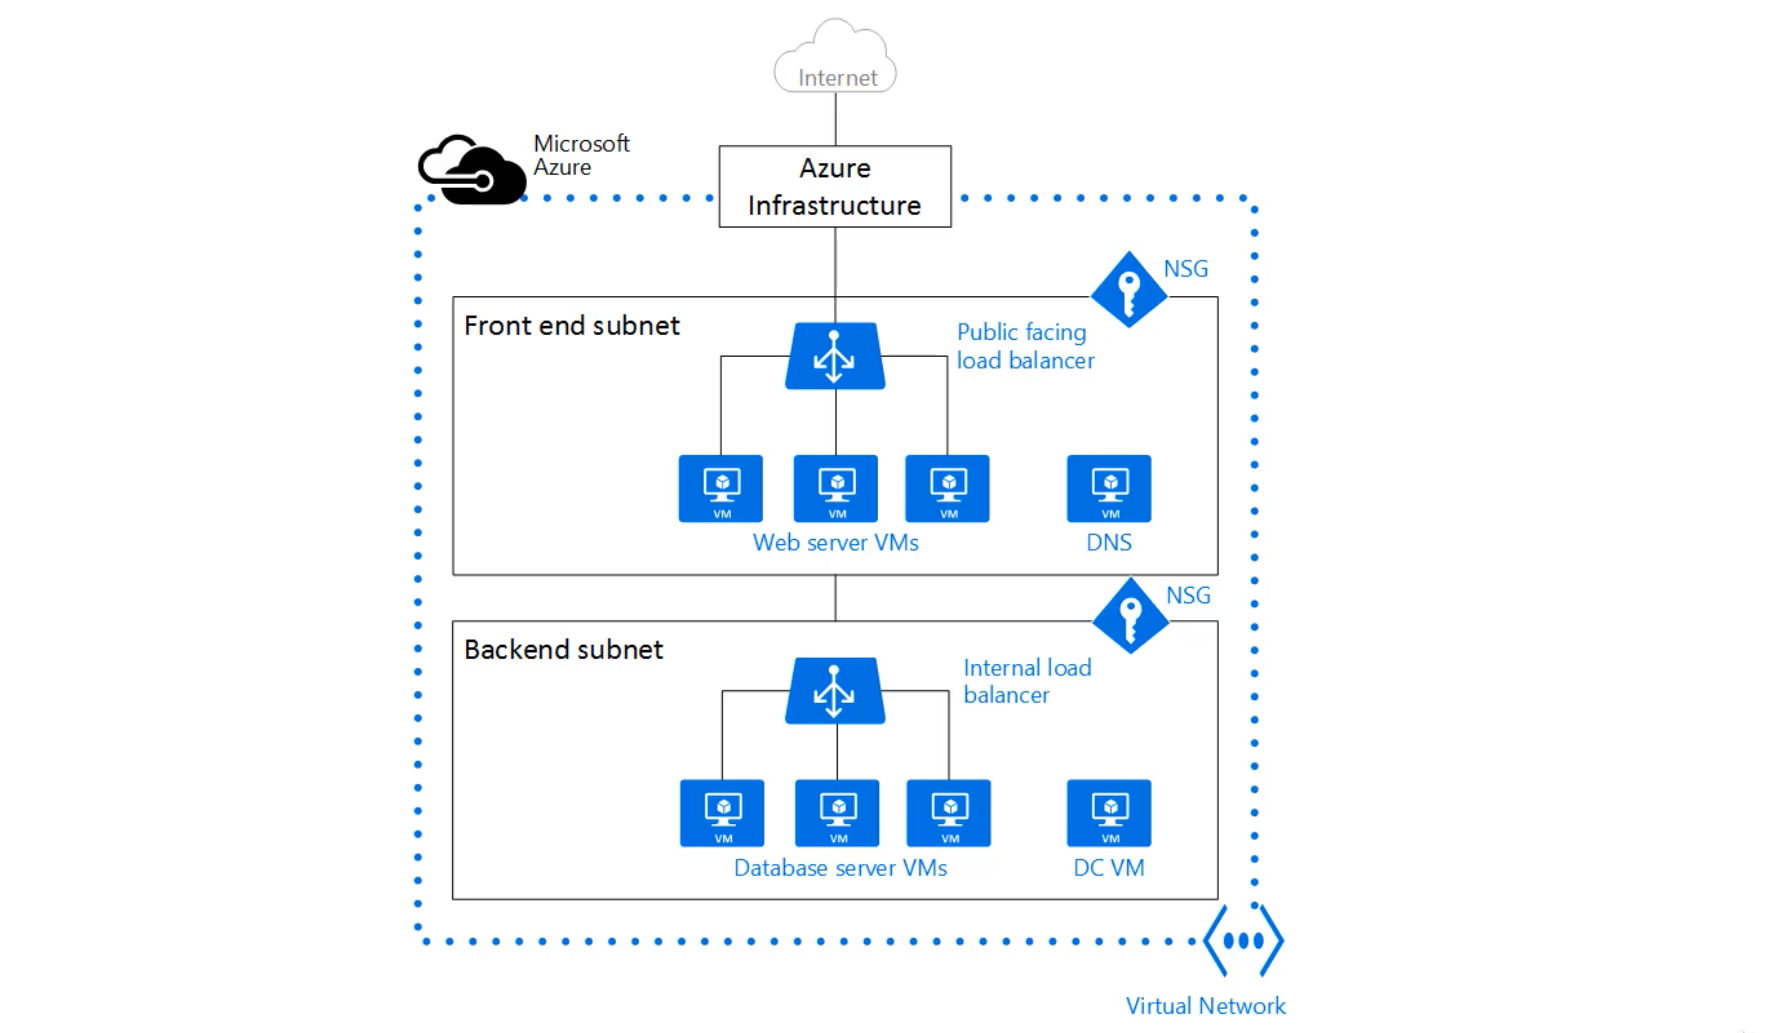 Internet
Microsoft
Azure
Azure
Infrastructure
NSG
Front end subnet
Public facing
load balancer
VM
VM
VM
VM
Web server VMs
DNS
NSG
Backend subnet
Internal load
balancer
VM
VM
VM
VM
Database server VMs
DC VM
Virtual Network